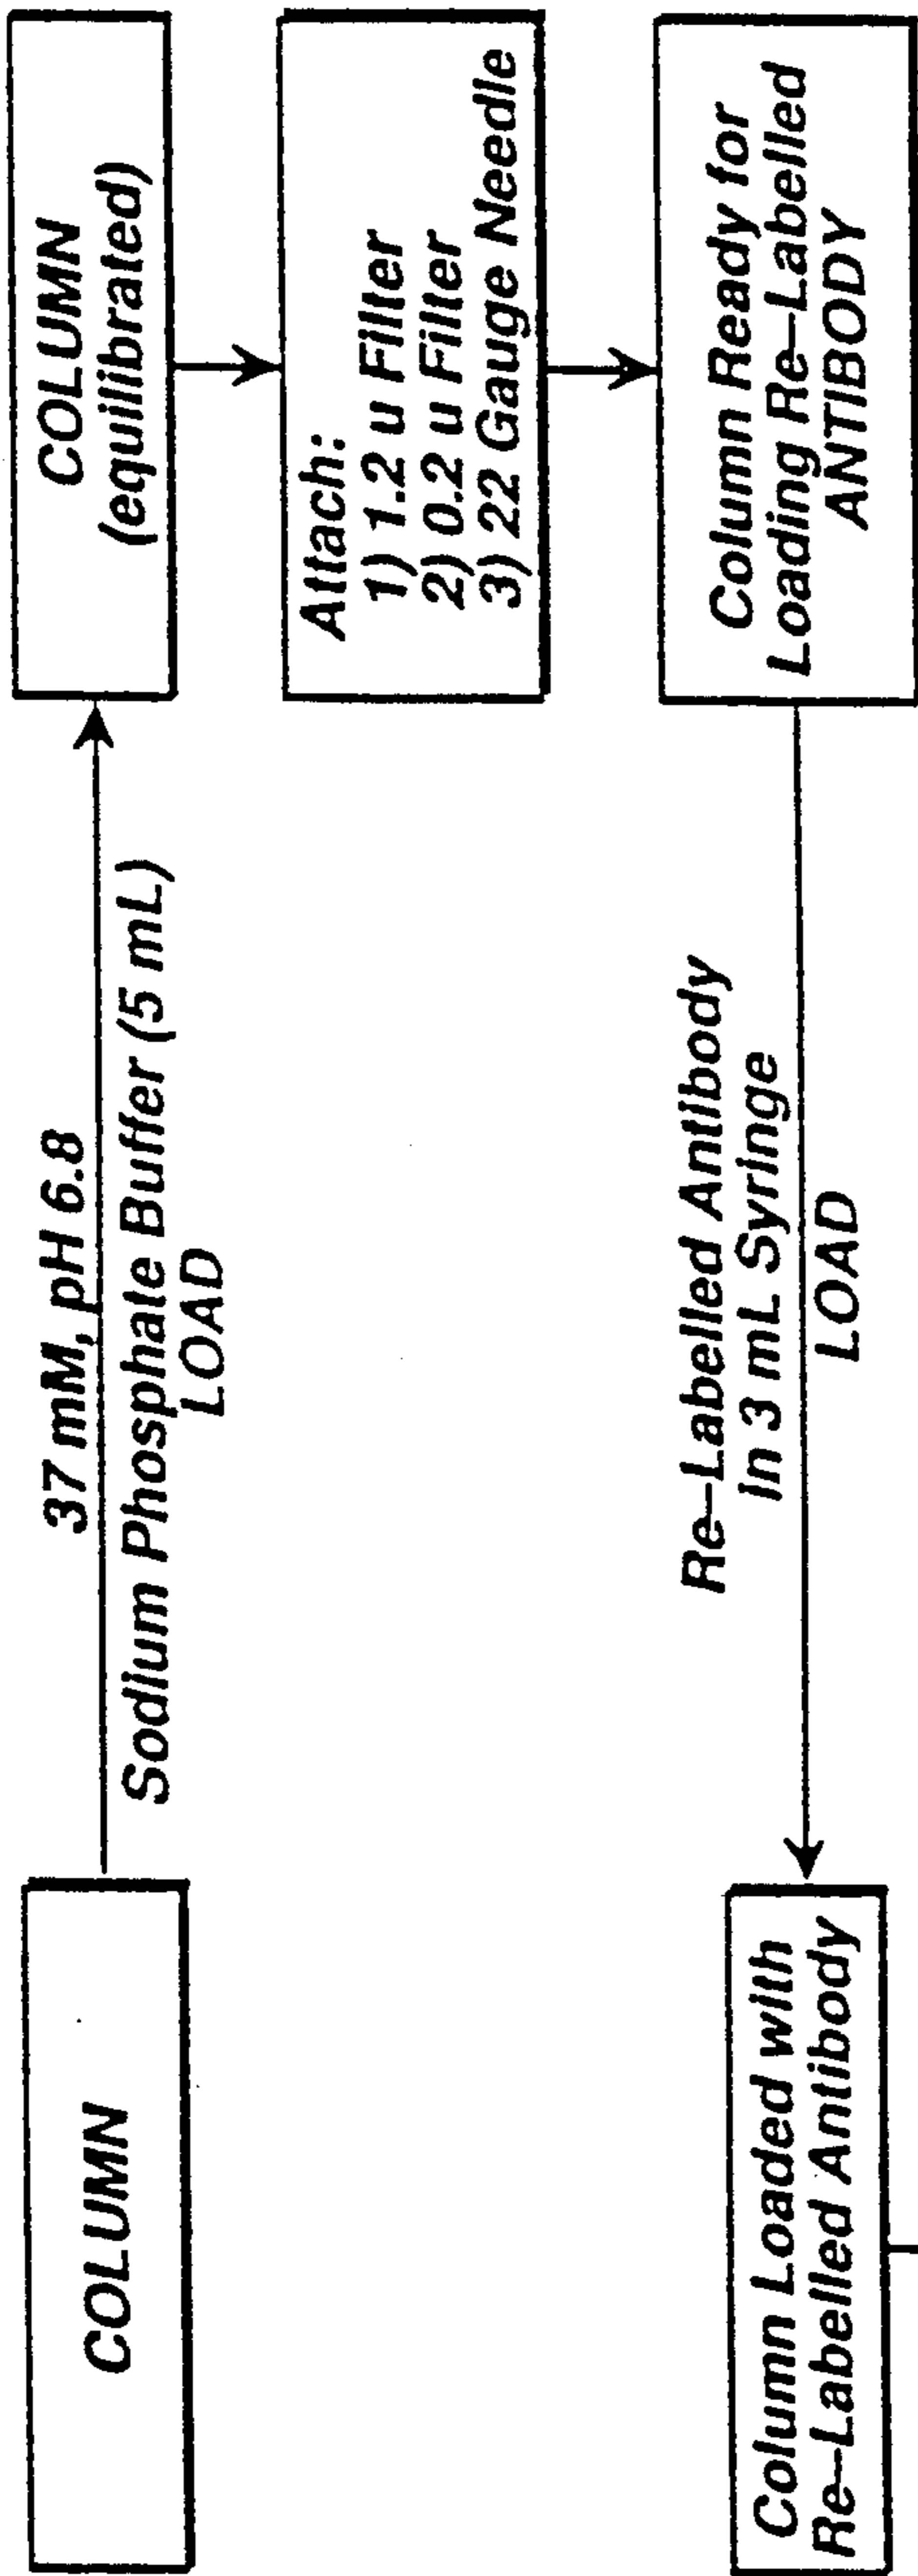 COLUMN
37 mM, pH 6.8
Sodium Phosphate Buffer (5 mL)
LOAD
COLUMN
(equilibrated)
Attach:
1) 1.2 u Filter
2) 0.2 u Filter
3) 22 Gauge Needle
Column Ready for
Loading Re-Labelled
ANTIBODY
Re-Labelled Antibody
in 3 mL Syringe
LOAD
Column Loaded with
Re-Labelled Antibody